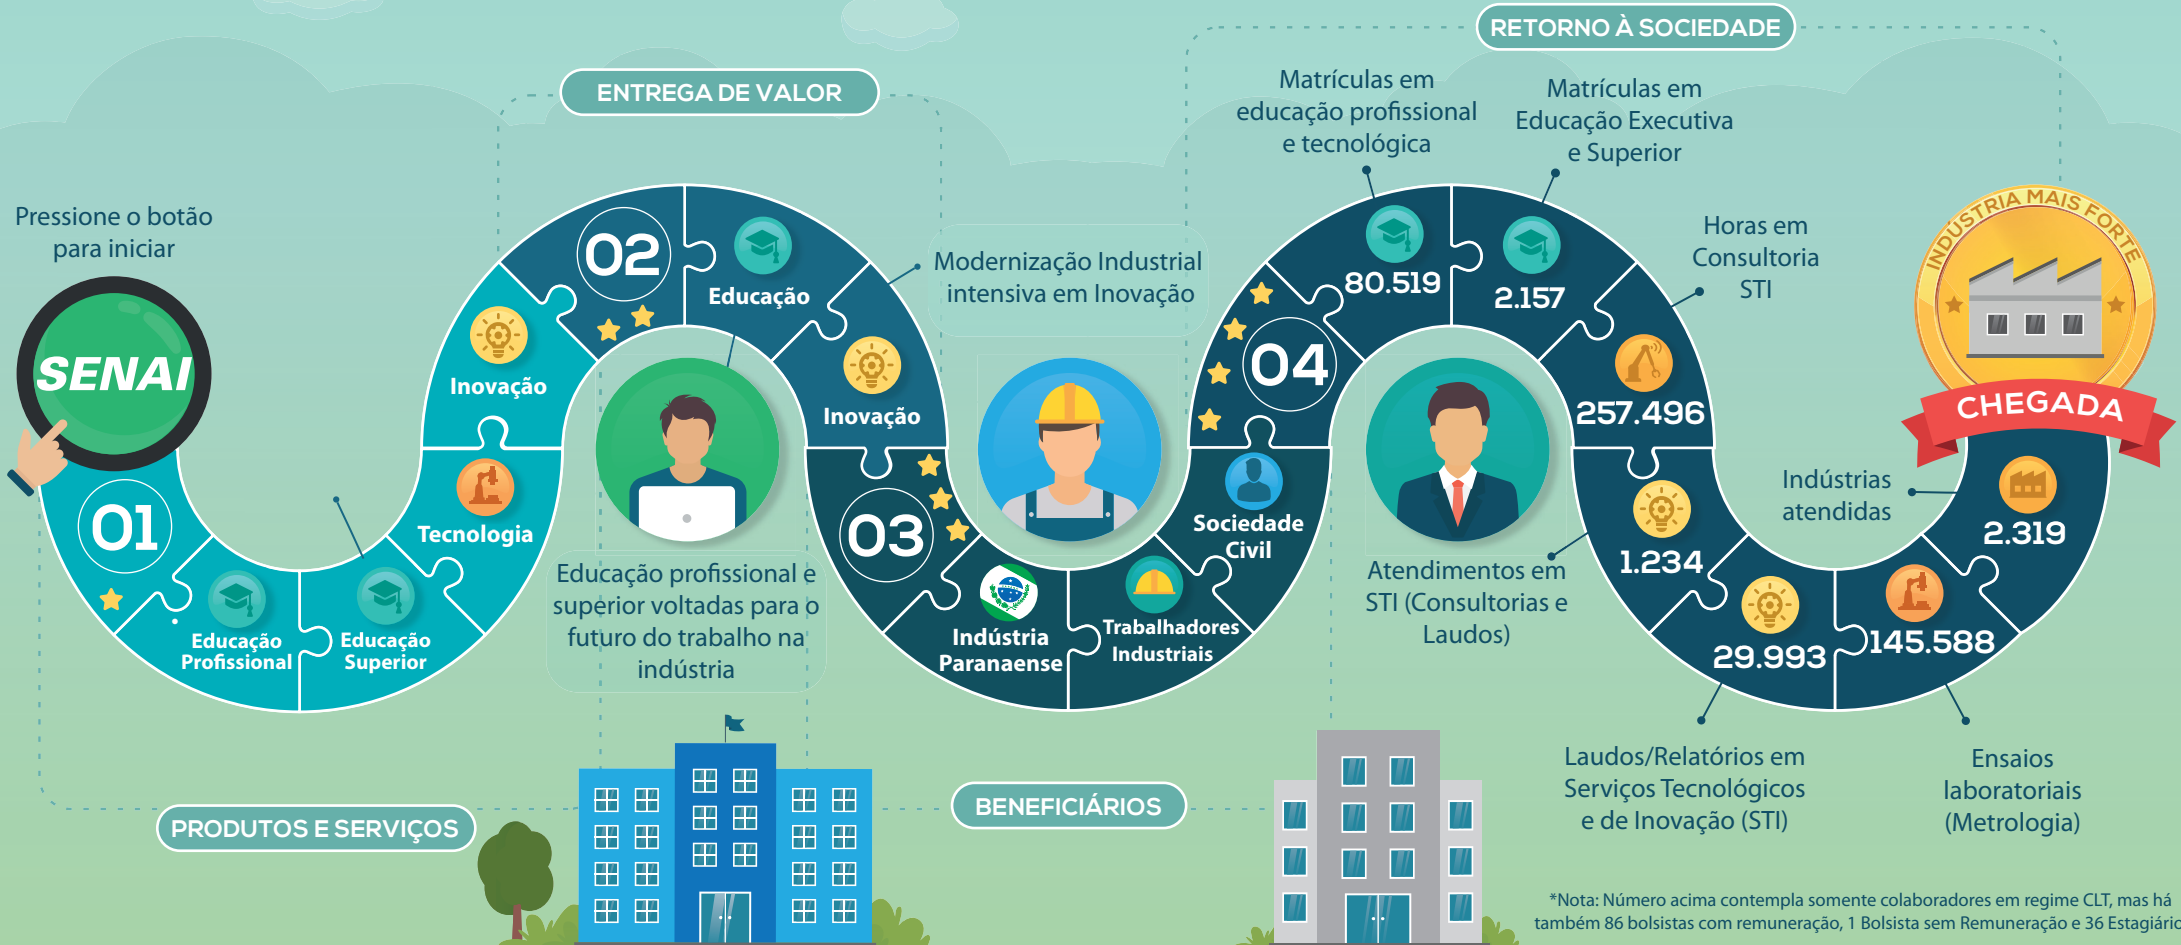 Pressione o botão
para iniciar
SENAI
01
Educação
Profissional
Educação
Superior
Tecnologia
Inovação
PRODUTOS E SERVIÇOS
ENTREGA DE VALOR
02
Educação
Inovação
Educação profissional e
superior voltadas para o
futuro do trabalho na
indústria
Modernização Industrial
intensiva em Inovação
03
Indústria
Paranaense
Trabalhadores
Industriais
Sociedade
Civil
BENEFICIÁRIOS
RETORNO À SOCIEDADE
04
Matrículas em
educação profissional
e tecnológica
80.519
Matrículas em
Educação Executiva
e Superior
2.157
Horas em
Consultoria
STI
257.496
Atendimentos em
STI (Consultorias e
Laudos)
1.234
29.993
Laudos/Relatórios em
Serviços Tecnológicos
e de Inovação (STI)
145.588
Ensaios
laboratoriais
(Metrologia)
Indústrias
atendidas
2.319
INDUSTRIA MAIS FORTE
CHEGADA
*Nota: Número acima contempla somente colaboradores em regime CLT, mas há
também 86 bolsistas com remuneração, 1 Bolsista sem Remuneração e 36 Estagiário